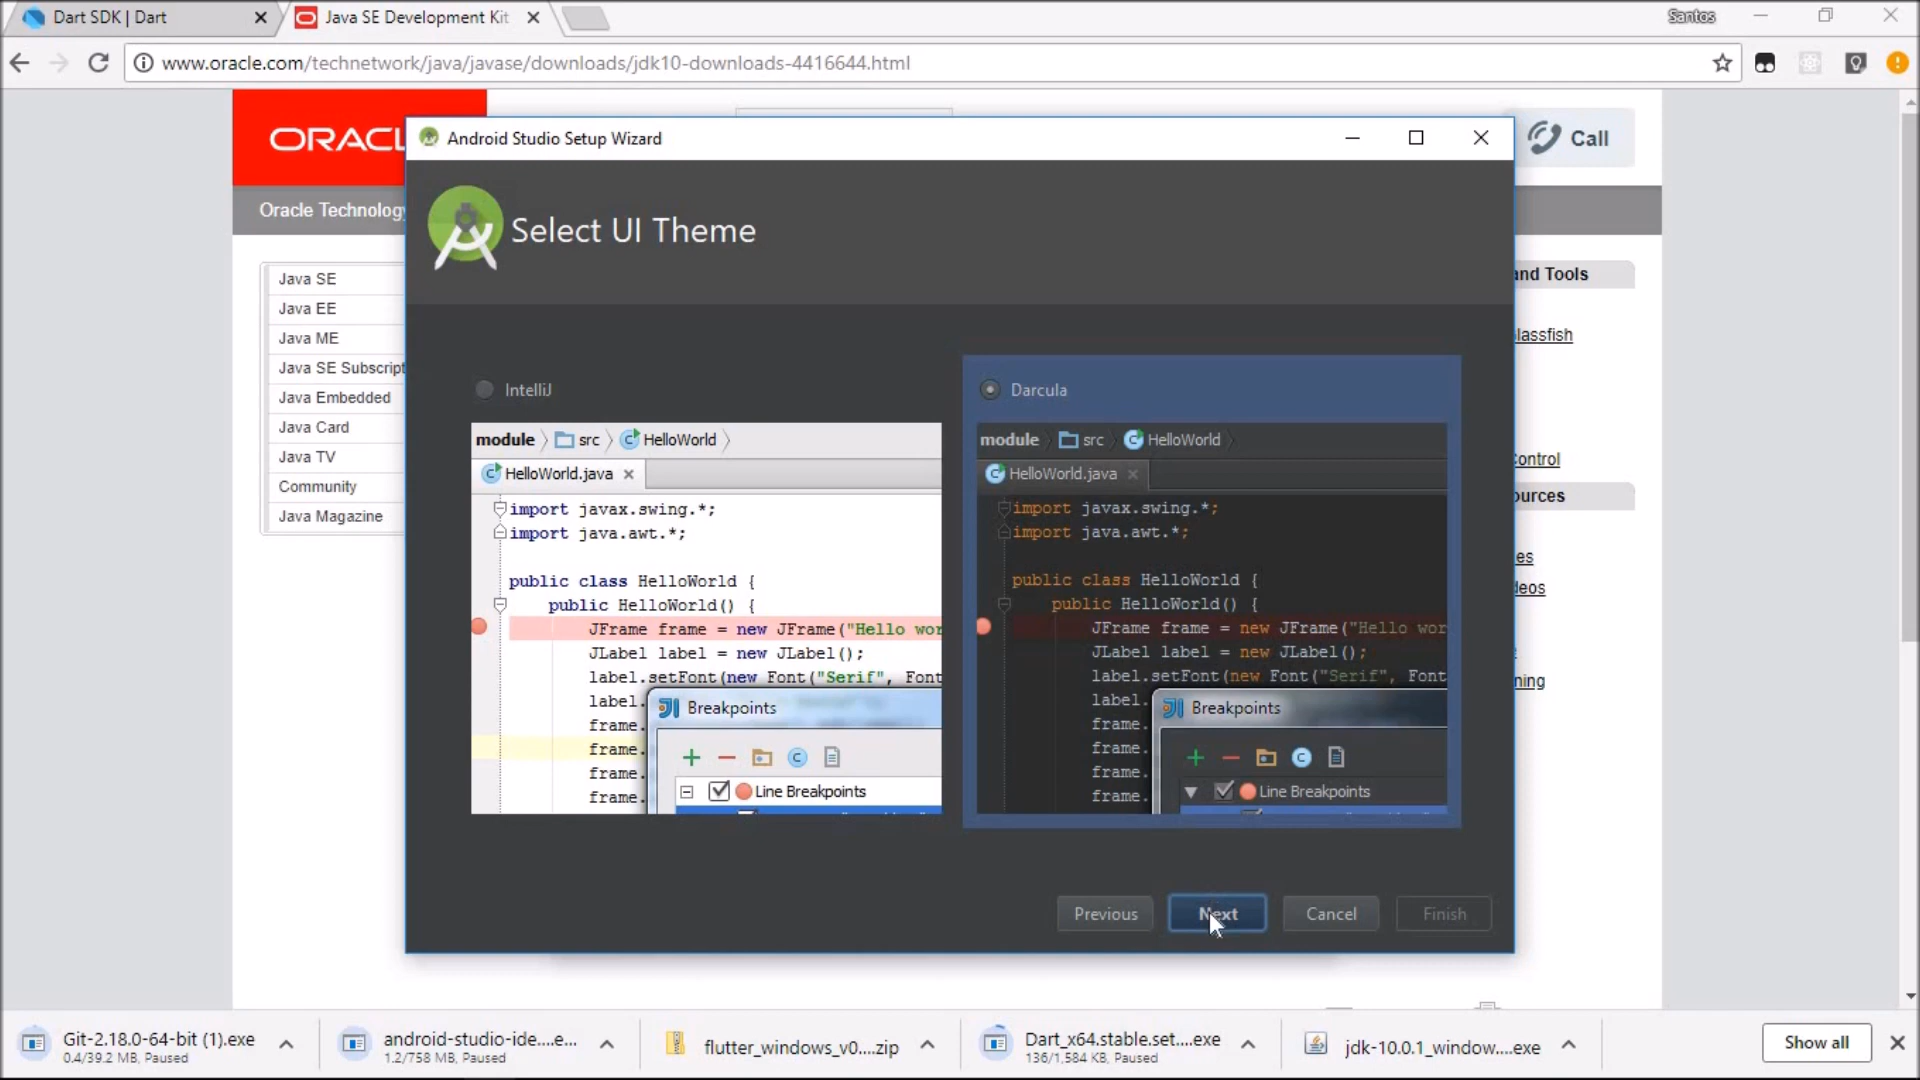 Dart SDK | Dart
Java SE Development Kit
Santos
www.oracle.com/technetwork/java/javase/downloads/jdk10-downloads-4416644.html
ORACL
Call
Android Studio Setup Wizard
Select UI Theme
Oracle Technology
Java SE
Java EE
Java ME
Java SE Subscript
Java Embedded
Java Card
Java TV
Community
Java Magazine
and Tools
lassfish
ontrol
ources
es
deos
ning
IntelliJ
module
src
HelloWorld
HelloWorld.java
import javax.swing.*;
import java.awt.*;
public class HelloWorld {
public HelloWorld() {
JFrame frame = new JFrame("Hello wor
JLabel label = new JLabel();
label.setFont(new Font("Serif", Font
label.
frame.
frame.
frame.
frame.
Breakpoints
Line Breakpoints
Darcula
module
src
HelloWorld
HelloWorld.java
import javax.swing.*;
import java.awt.*;
public class HelloWorld {
public HelloWorld() {
JFrame frame = new JFrame("Hello wor
JLabel label = new JLabel();
label.setFont(new Font("Serif", Font
label.
frame.
frame.
frame.
frame.
Breakpoints
Line Breakpoints
Previous
Next
Cancel
Finish
Git-2.18.0-64-bit (1).exe
0.4/39.2 MB, Paused
android-studio-ide....e...
1.2/758 MB, Paused
flutter_windows_v0....zip
Dart_x64.stable.set....exe
136/1,584 KB, Paused
jdk-10.0.1_window....exe
Show all